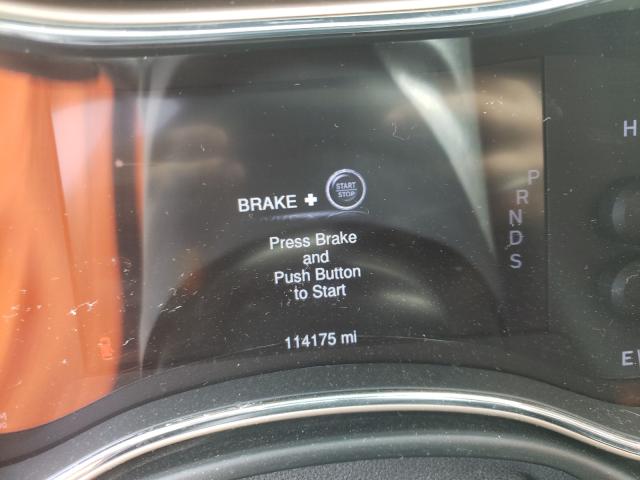 BRAKE + START
STOP
Press Brake
and
Push Button
to Start
114175 mi
P
R
N
D
S
H
E